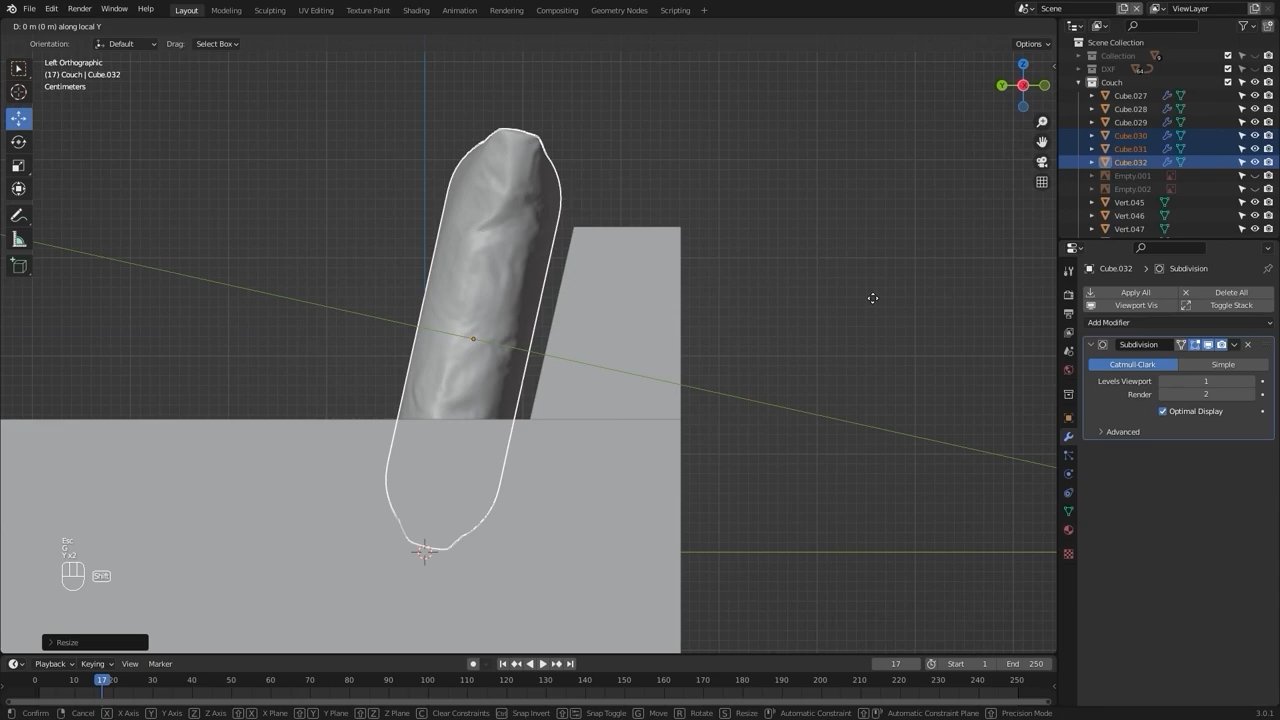 File Edit Render Window Help Layout Modeling Sculpting UV Editing Texture Paint Shading Animation Rendering Compositing Geometry Nodes Scripting + Scene ViewLayer
D: 0 m (0 m) along local Y
Orientation: Default Drag: Select Box Options
Left Orthographic
(17) Couch | Cube.032
Centimeters
Z
Y
Scene Collection
Collection
DXF
Couch
Cube.027
Cube.028
Cube.029
Cube.030
Cube.031
Cube.032
Empty.001
Empty.002
Vert.045
Vert.046
Vert.047
Cube.032 Subdivision
Apply All Delete All
Viewport Vis Toggle Stack
Add Modifier
Subdivision
Catmull-Clark Simple
Levels Viewport 1
Render 2
Optimal Display
Advanced
Esc
G
Y x2
Shift
Resize
Playback Keying View Marker 17 Start 1 End 250
0 10 17 20 30 40 50 60 70 80 90 100 110 120 130 140 150 160 170 180 190 200 210 220 230 240 250
Confirm Cancel X X Axis Y Y Axis Z Z Axis X X Plane Y Y Plane Z Z Plane C Clear Constraints Snap Invert Snap Toggle G Move R Rotate S Resize Automatic Constraint Automatic Constraint Plane Precision Mode 3.0.1